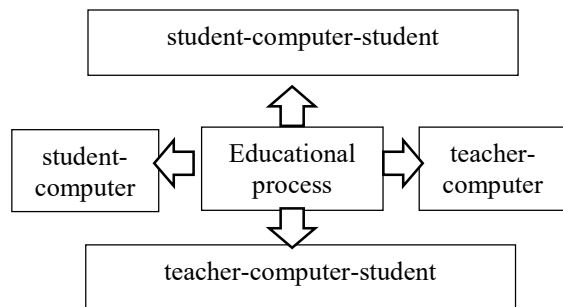 student-computer-student
student-
computer
Educational
process
teacher-
computer
teacher-computer-student